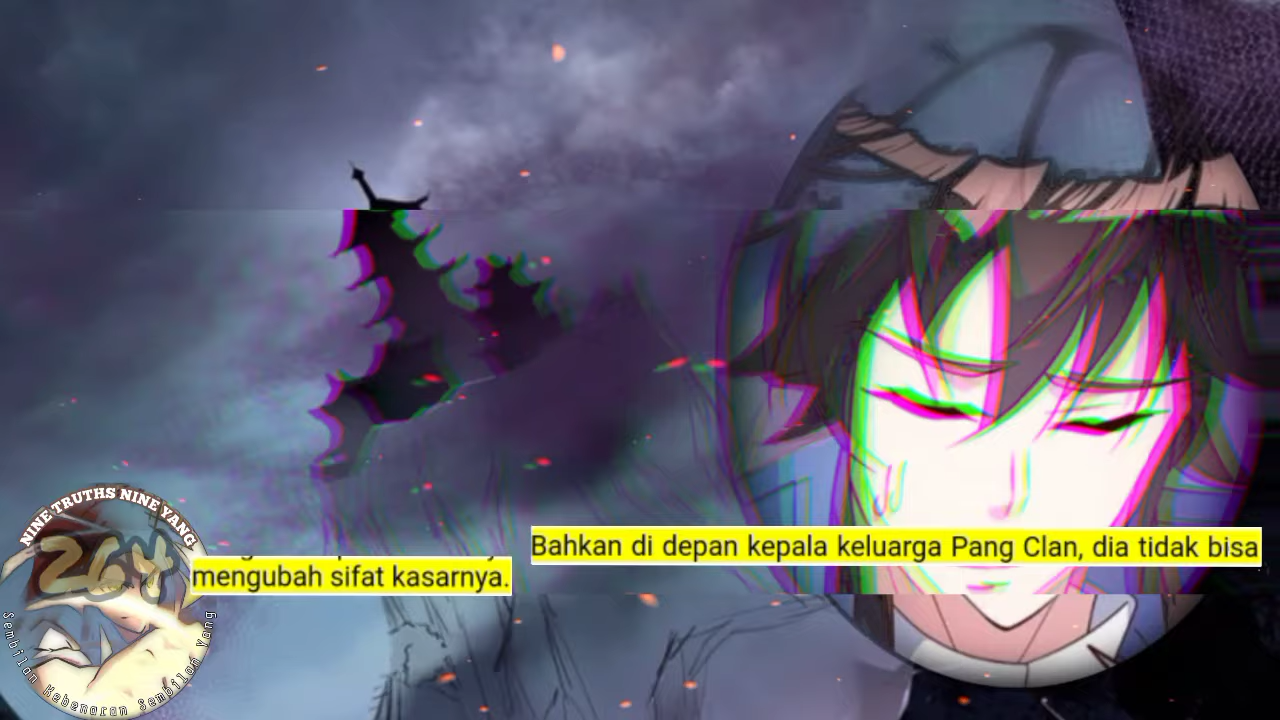 Bahkan di depan kepala keluarga Pang Clan, dia tidak bisa
mengubah sifat kasarnya.
NINE TRUTHS NINE YANG
264
Sembilan Kebenaran Sembilan Yang